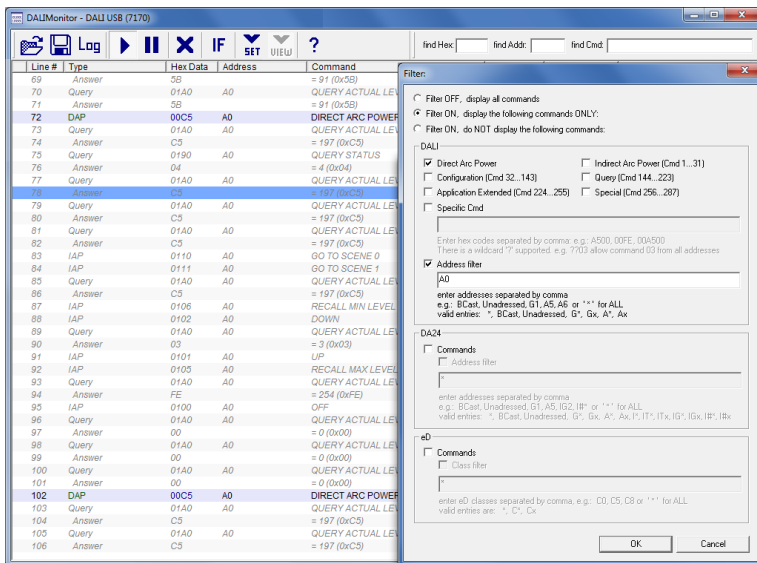 DALIMonitor - DALI USB (7170)
Log IF SET VIEW ? find Hex: find Addr: find Cmd:
Line # Type Hex Data Address Command
69 Answer 5B = 91 (0x5B)
70 Query 01A0 A0 QUERY ACTUAL LEV
71 Answer 5B = 91 (0x5B)
72 DAP 00C5 A0 DIRECT ARC POWER
73 Query 01A0 A0 QUERY ACTUAL LEV
74 Answer C5 = 197 (0xC5)
75 Query 0190 A0 QUERY STATUS
76 Answer 04 = 4 (0x04)
77 Query 01A0 A0 QUERY ACTUAL LEV
78 Answer C5 = 197 (0xC5)
79 Query 01A0 A0 QUERY ACTUAL LEV
80 Answer C5 = 197 (0xC5)
81 Query 01A0 A0 QUERY ACTUAL LEV
82 Answer C5 = 197 (0xC5)
83 IAP 0110 A0 GO TO SCENE 0
84 IAP 0111 A0 GO TO SCENE 1
85 Query 01A0 A0 QUERY ACTUAL LEV
86 Answer C5 = 197 (0xC5)
87 IAP 0106 A0 RECALL MIN LEVEL
88 IAP 0102 A0 DOWN
89 Query 01A0 A0 QUERY ACTUAL LEV
90 Answer 03 = 3 (0x03)
91 IAP 0101 A0 UP
92 IAP 0105 A0 RECALL MAX LEVEL
93 Query 01A0 A0 QUERY ACTUAL LEV
94 Answer FE = 254 (0xFE)
95 IAP 0100 A0 OFF
96 Query 01A0 A0 QUERY ACTUAL LEV
97 Answer 00 = 0 (0x00)
98 Query 01A0 A0 QUERY ACTUAL LEV
99 Answer 00 = 0 (0x00)
100 Query 01A0 A0 QUERY ACTUAL LEV
101 Answer 00 = 0 (0x00)
102 DAP 00C5 A0 DIRECT ARC POWER
103 Query 01A0 A0 QUERY ACTUAL LEV
104 Answer C5 = 197 (0xC5)
105 Query 01A0 A0 QUERY ACTUAL LEV
106 Answer C5 = 197 (0xC5)
Filter:
Filter OFF, display all commands
Filter ON, display the following commands ONLY:
Filter ON, do NOT display the following commands:
DALI
Direct Arc Power Indirect Arc Power (Cmd 1...31)
Configuration (Cmd 32...143) Query (Cmd 144...223)
Application Extended (Cmd 224...255) Special (Cmd 256...287)
Specific Cmd
Enter hex codes separated by comma: e.g.: A500, 00FE, 00A500
There is a wildcard '?' supported. e.g. ??03 allow command 03 from all addresses
Address filter
A0
enter addresses separated by comma
e.g.: BCast, Unadressed, G1, A5, A6 or '*' for ALL
valid entries: *, BCast, Unadressed, G*, Gx, A*, Ax
DA24
Commands
Address filter
*
enter addresses separated by comma
e.g.: BCast, Unadressed, G1, A5, IG2, I#* or '*' for ALL
valid entries: *, BCast, Unadressed, G*, Gx, A*, Ax, I*, IT*, ITx, IG*, IGx, I#*, I#x
eD
Commands
Class filter
*
enter eD classes separated by comma, e.g.: C0, C5, C8 or '*' for ALL
valid entries are: *, C*, Cx
OK Cancel